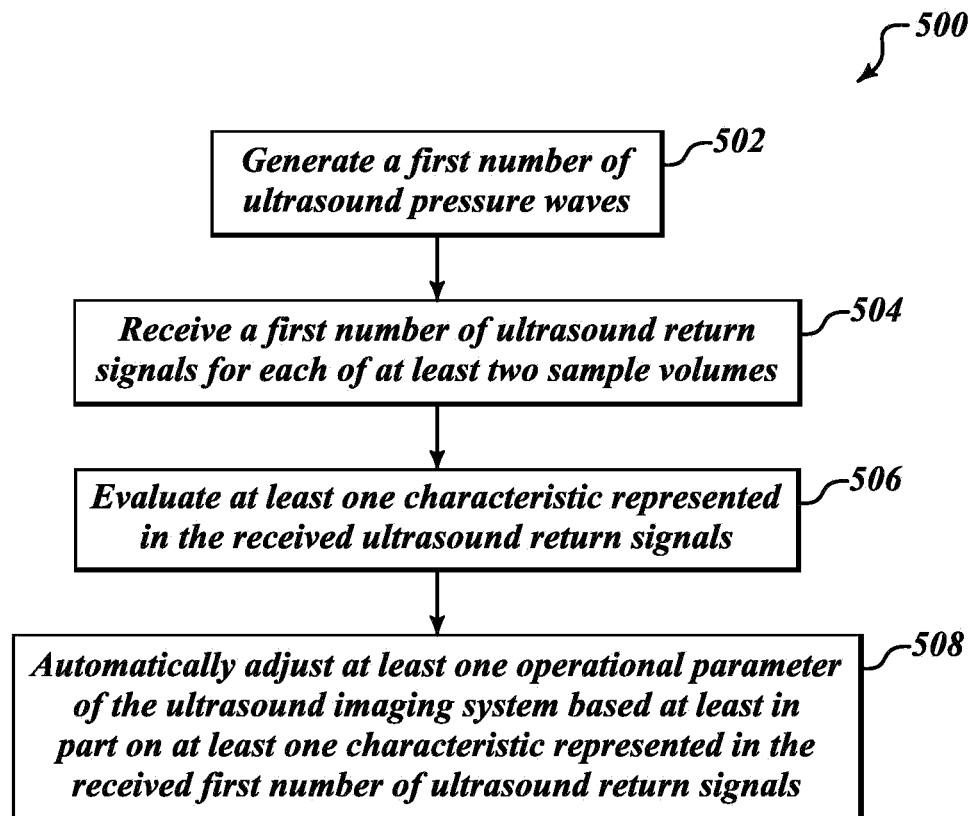 500
502
Generate a first number of
ultrasound pressure waves
504
Receive a first number of ultrasound return
signals for each of at least two sample volumes
506
Evaluate at least one characteristic represented
in the received ultrasound return signals
508
Automatically adjust at least one operational parameter
of the ultrasound imaging system based at least in
part on at least one characteristic represented in the
received first number of ultrasound return signals